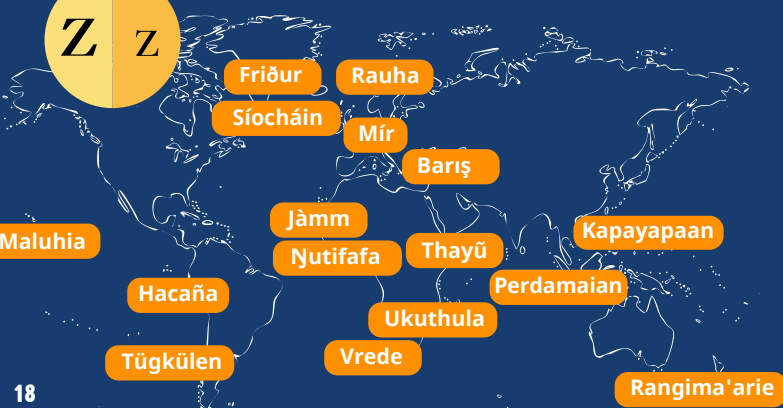 Z z
Friður
Rauha
Síocháin
Mír
Barış
Jàmm
Maluhia
Ŋutifafa
Thayũ
Kapayapaan
Perdamaian
Hacaña
Ukuthula
Vrede
Tügkülen
Rangima'arie
18